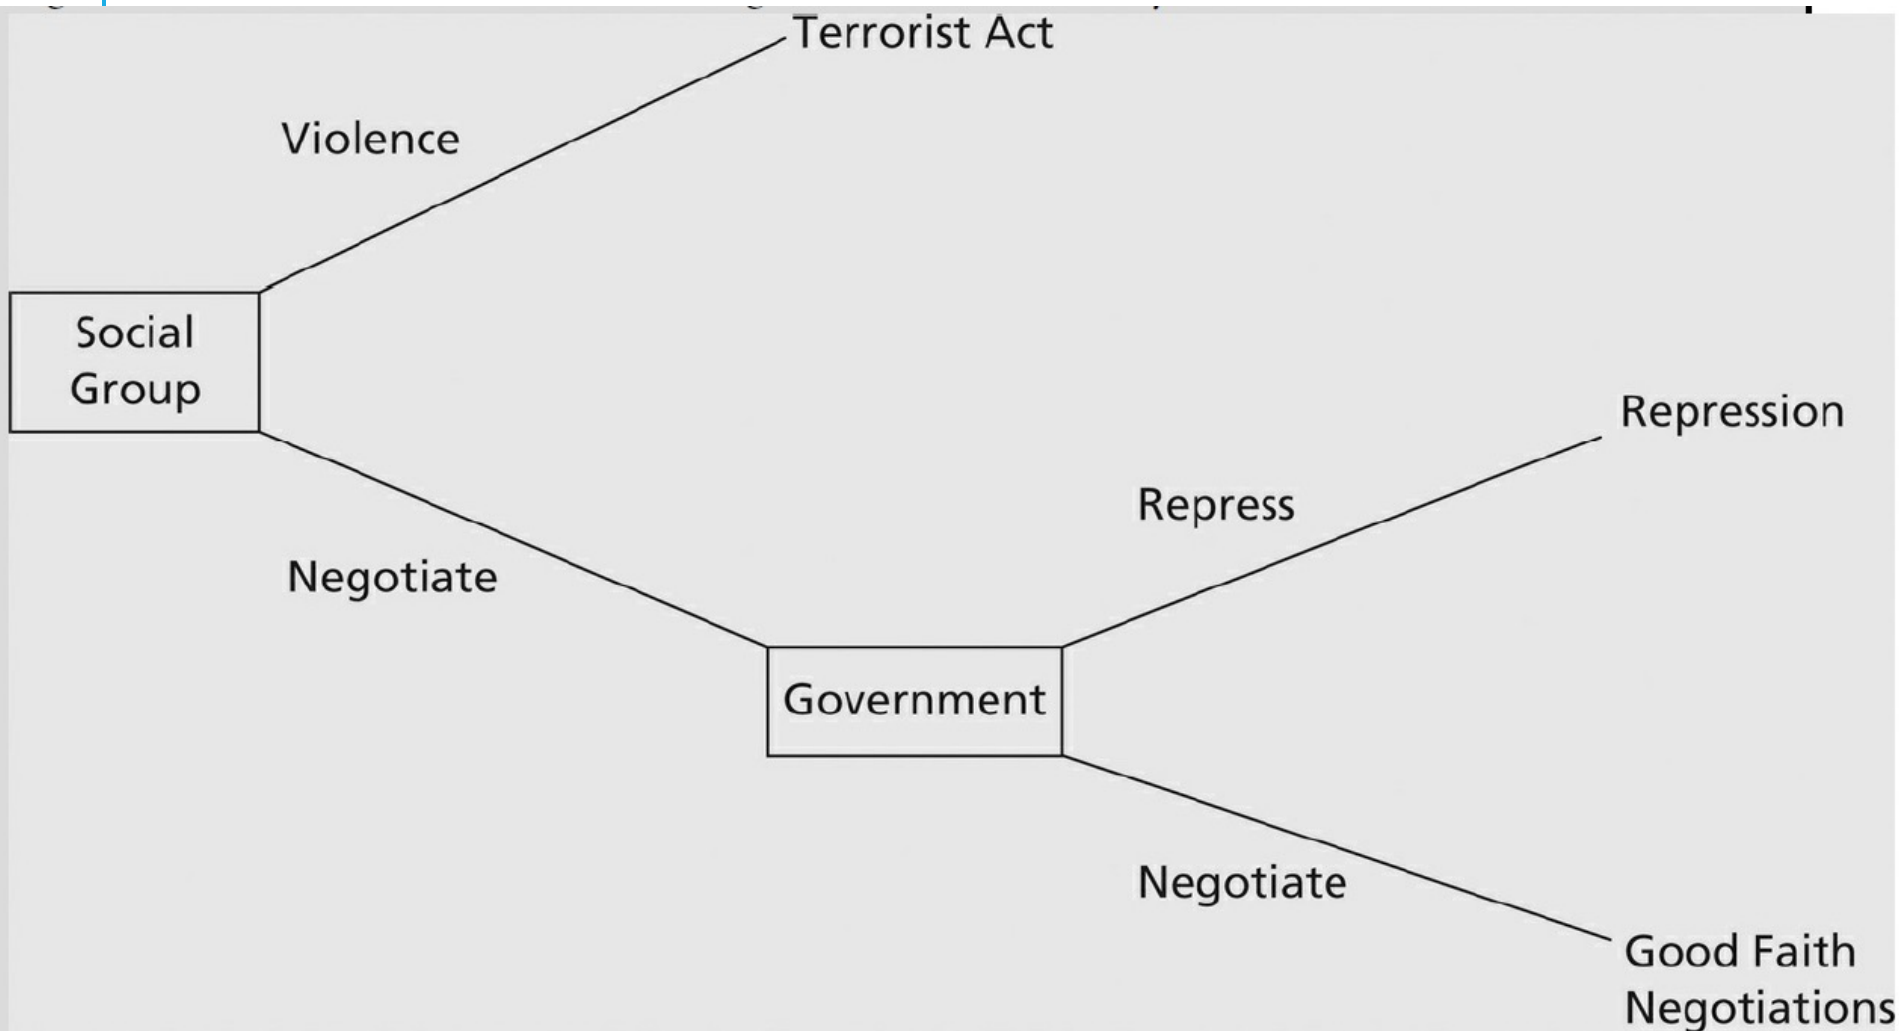 Terrorist Act
Violence
Social
Group
Repression
Repress
Negotiate
Government
Negotiate
Good Faith
Negotiations